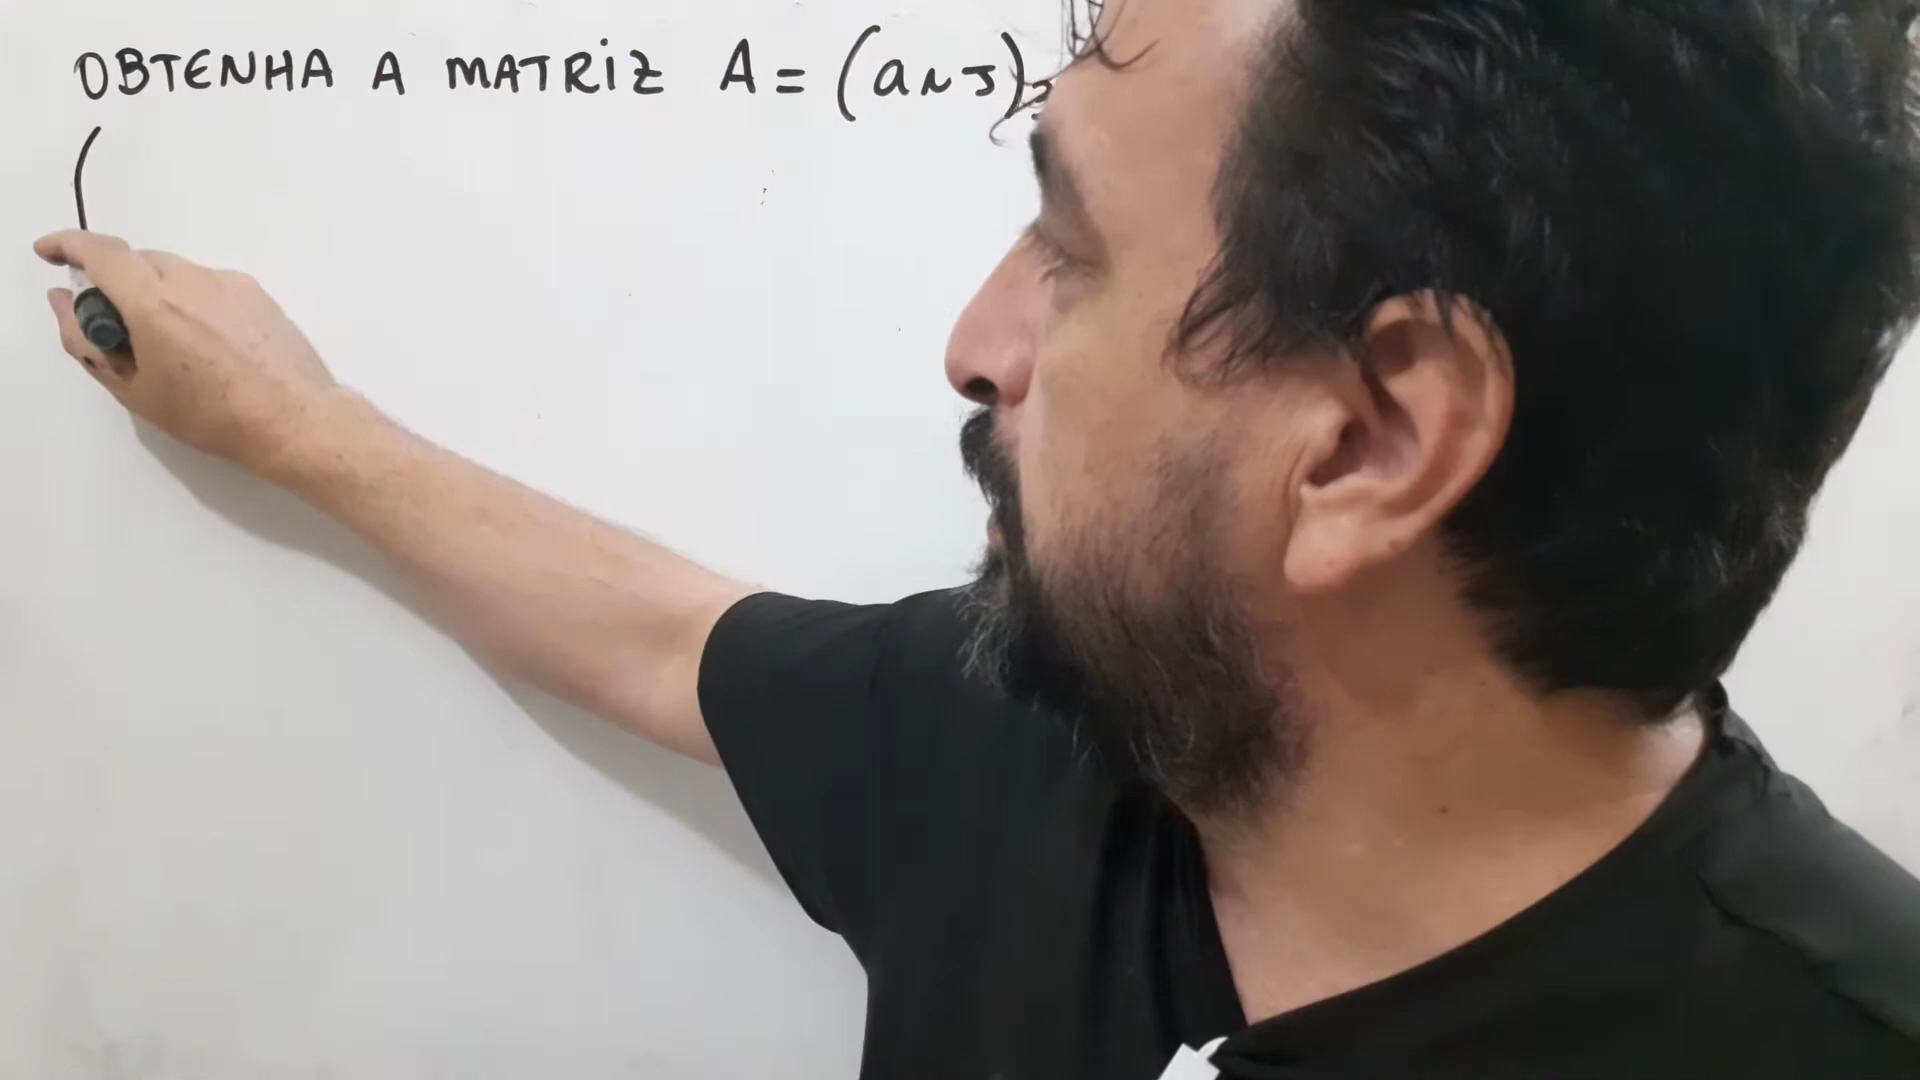 OBTENHA A MATRIZ A = (aij)
(